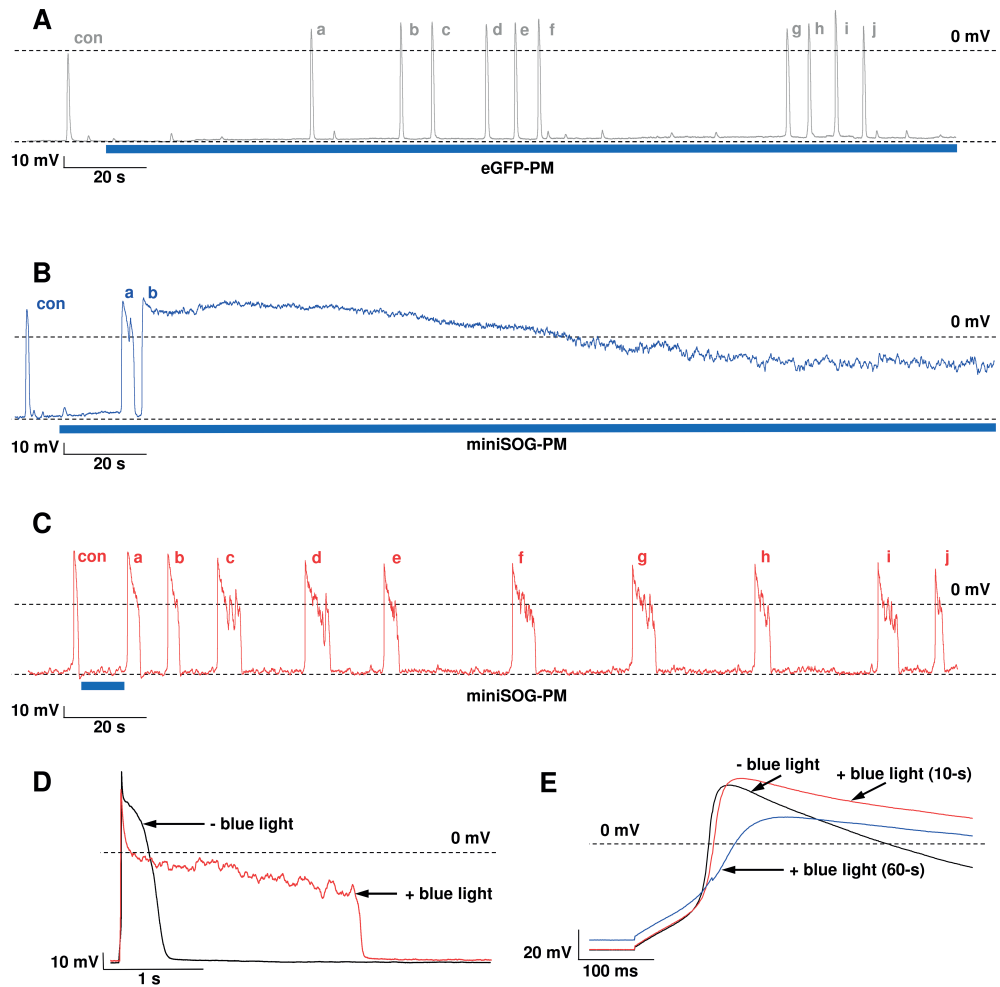 A
con
a
b
c
d
e
f
g
h
i
j
0 mV
10 mV
20 s
eGFP-PM
B
con
a
b
0 mV
10 mV
20 s
miniSOG-PM
C
con
a
b
c
d
e
f
g
h
i
j
0 mV
10 mV
20 s
miniSOG-PM
D
- blue light
0 mV
+ blue light
10 mV
1 s
E
- blue light
+ blue light (10-s)
0 mV
+ blue light (60-s)
20 mV
100 ms